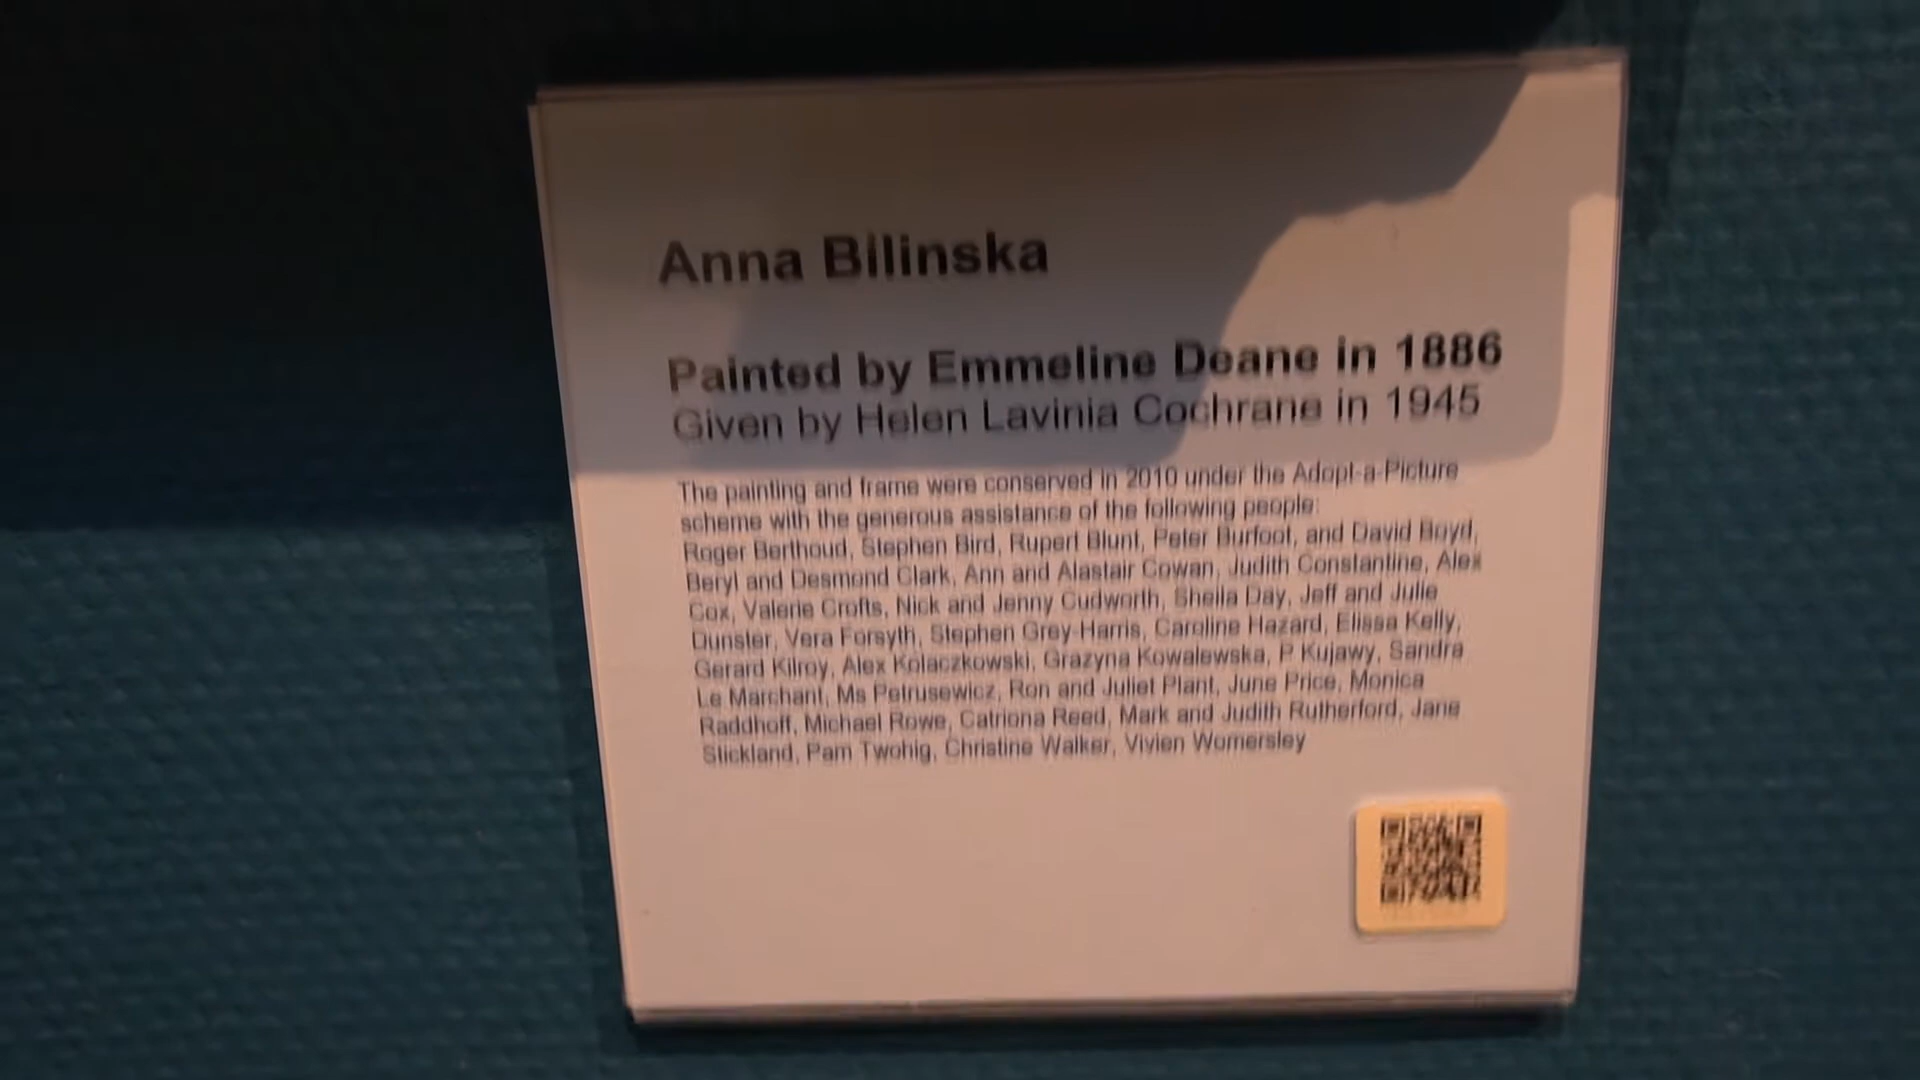 Anna Bilinska
Painted by Emmeline Deane in 1886
Given by Helen Lavinia Cochrane in 1945
The painting and frame were conserved in 2010 under the Adopt-a-Picture
scheme with the generous assistance of the following people:
Roger Berthoud, Stephen Bird, Rupert Blunt, Peter Burfoot, and David Boyd,
Beryl and Desmond Clark, Ann and Alastair Cowan, Judith Constantine, Alex
Cox, Valerie Crofts, Nick and Jenny Cudworth, Sheila Day, Jeff and Julie
Dunster, Vera Forsyth, Stephen Grey-Harris, Caroline Hazard, Elissa Kelly,
Gerard Kilroy, Alex Kolaczkowski, Grazyna Kowalewska, P Kujawy, Sandra
Le Marchant, Ms Petrusewicz, Ron and Juliet Plant, June Price, Monica
Raddhoff, Michael Rowe, Catriona Reed, Mark and Judith Rutherford, Jane
Stickland, Pam Twohig, Christine Walker, Vivien Womersley